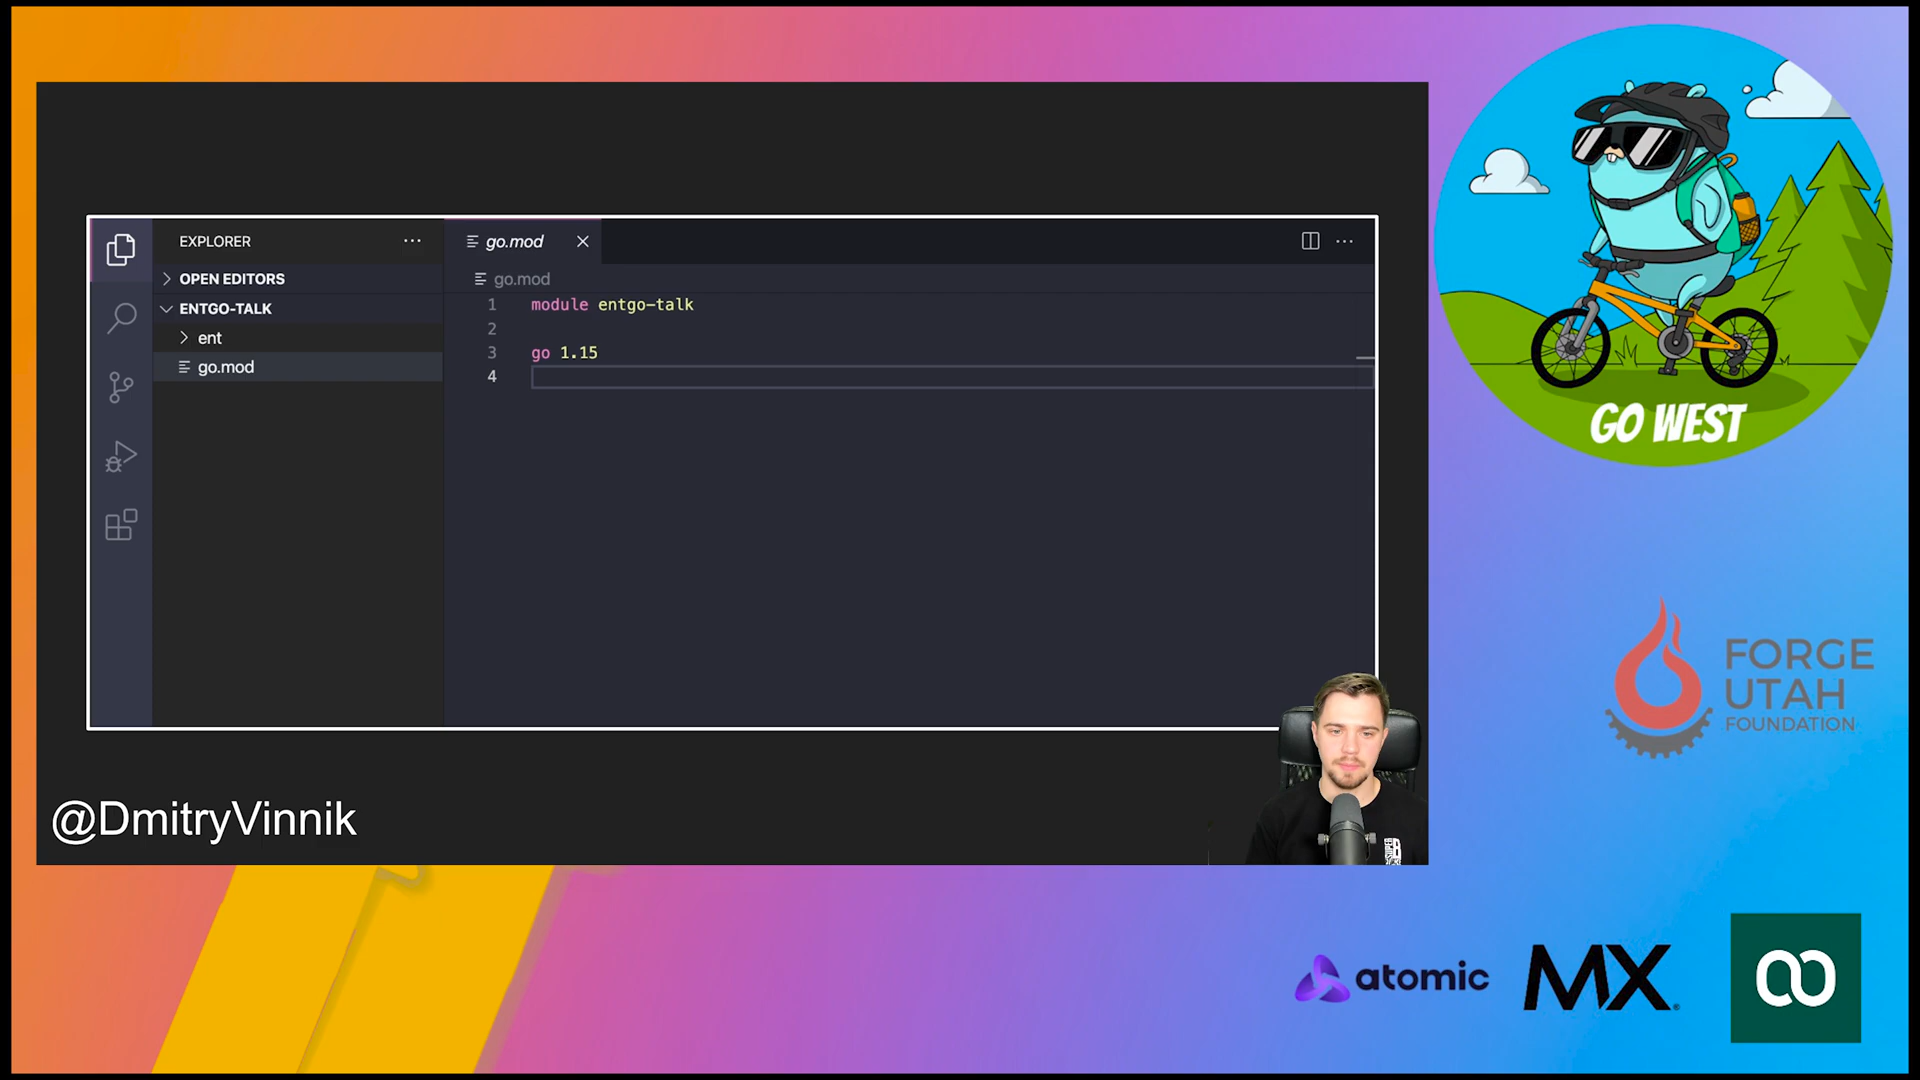 EXPLORER
go.mod
OPEN EDITORS
go.mod
ENTGO-TALK
1 module entgo-talk
2
ent
3 go 1.15
go.mod
4
@DmitryVinnik
GO WEST
FORGE
UTAH
FOUNDATION
atomic
MX